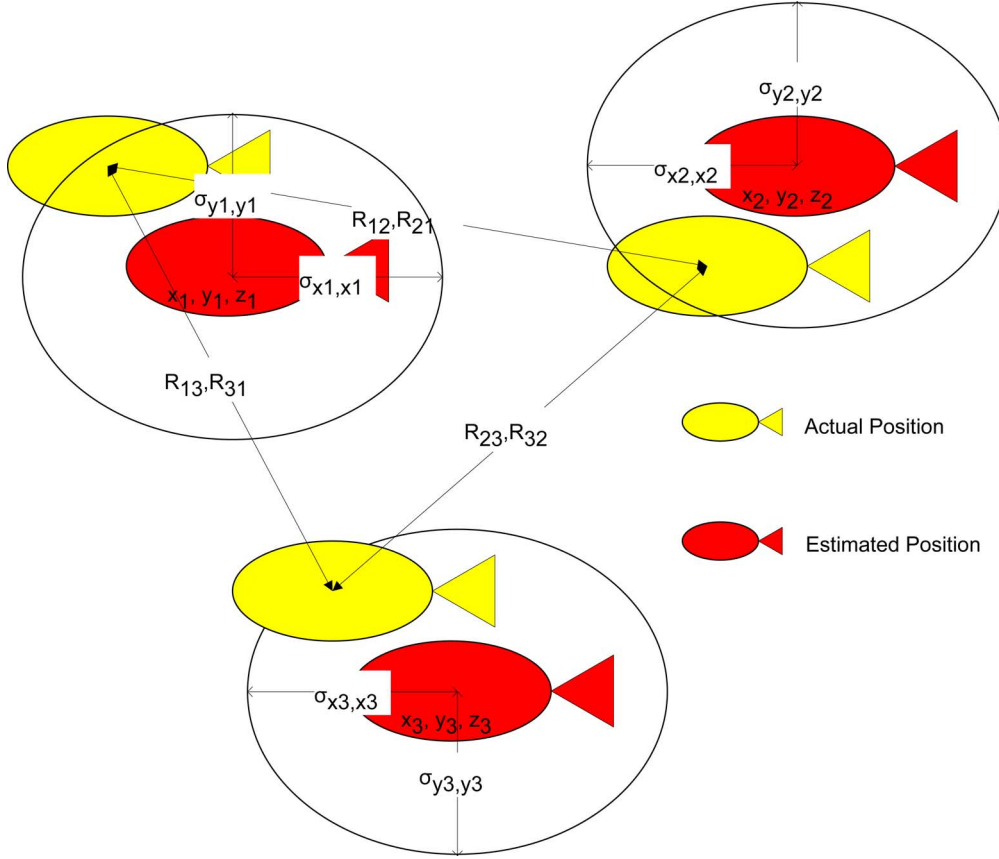 σy2,y2
σx2,x2
x2, y2, z2
σy1,y1
R12,R21
σx1,x1
x1, y1, z1
R13,R31
R23,R32
Actual Position
Estimated Position
σx3,x3
x3, y3, z3
σy3,y3